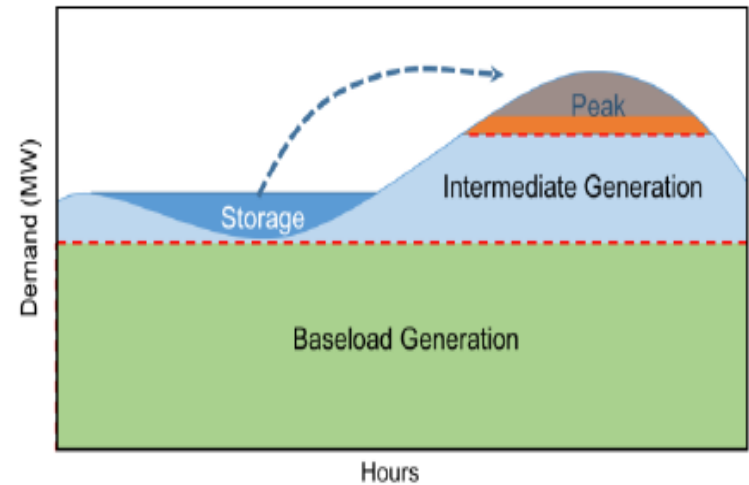 Peak
Intermediate Generation
Storage
Baseload Generation
Demand (MW)
Hours